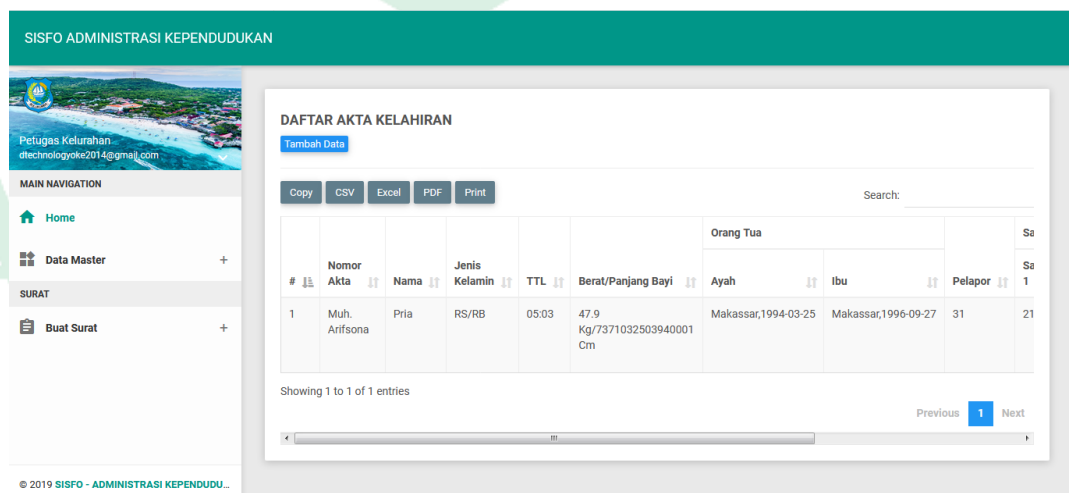 SISFO ADMINISTRASI KEPENDUDUKAN
Petugas Kelurahan
dtechnologyoke2014@gmail.com
MAIN NAVIGATION
Home
Data Master +
SURAT
Buat Surat +
© 2019 SISFO - ADMINISTRASI KEPENDUDU...
DAFTAR AKTA KELAHIRAN
Tambah Data
Copy CSV Excel PDF Print
Search:
Orang Tua Sa
Nomor Jenis Sa
# Akta Nama Kelamin TTL Berat/Panjang Bayi Ayah Ibu Pelapor 1
1 Muh. Pria RS/RB 05:03 47.9 Makassar,1994-03-25 Makassar,1996-09-27 31 21
Arifsona Kg/7371032503940001
Cm
Showing 1 to 1 of 1 entries
Previous 1 Next